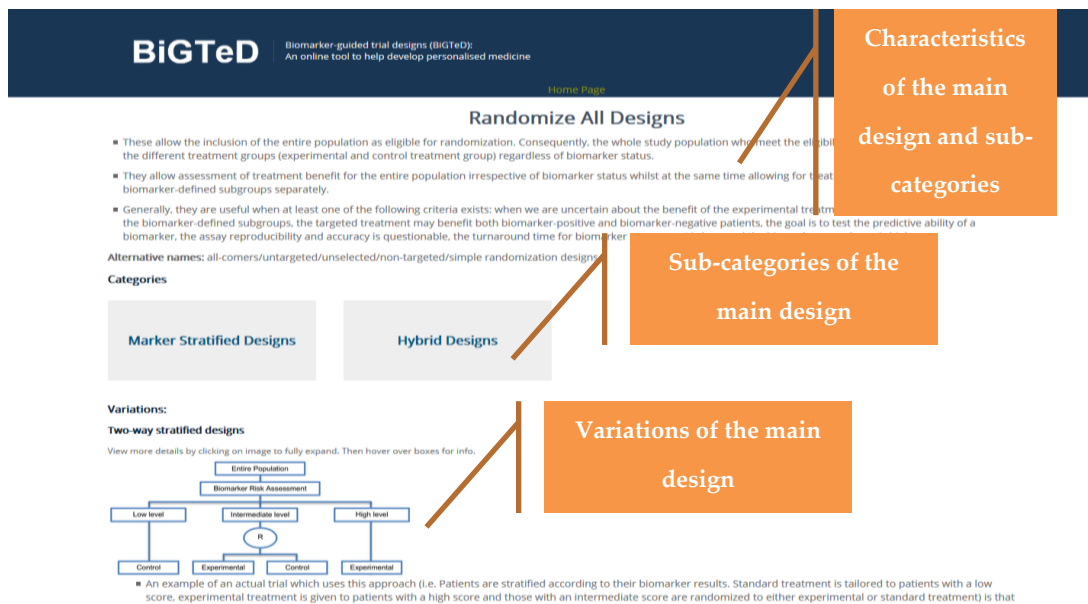 BiGTeD
Biomarker-guided trial designs (BiGTeD):
An online tool to help develop personalised medicine
Home Page
Characteristics
of the main
design and sub-
categories
Randomize All Designs
These allow the inclusion of the entire population as eligible for randomization. Consequently, the whole study population who meet the
the different treatment groups (experimental and control treatment group) regardless of biomarker status.
They allow assessment of treatment benefit for the entire population irrespective of biomarker status whilst at the same time allowing for
biomarker-defined subgroups separately.
Generally, they are useful when at least one of the following criteria exists: when we are uncertain about the benefit of the experimental
the biomarker-defined subgroups, the targeted treatment may benefit both biomarker-positive and biomarker-negative patients, the goal is to test the predictive ability of a
biomarker, the assay reproducibility and accuracy is questionable, the turnaround time for biomarker
Alternative names: all-comers/untargeted/unselected/non-targeted/simple randomization designs
Sub-categories of the
main design
Categories
Marker Stratified Designs
Hybrid Designs
Variations:
Two-way stratified designs
View more details by clicking on image to fully expand. Then hover over boxes for info.
Variations of the main
design
Entire Population
Biomarker Risk Assessment
Low level Intermediate level High level
R
Control Experimental Control Experimental
An example of an actual trial which uses this approach (i.e. Patients are stratified according to their biomarker results. Standard treatment is tailored to patients with a low
score, experimental treatment is given to patients with a high score and those with an intermediate score are randomized to either experimental or standard treatment) is that